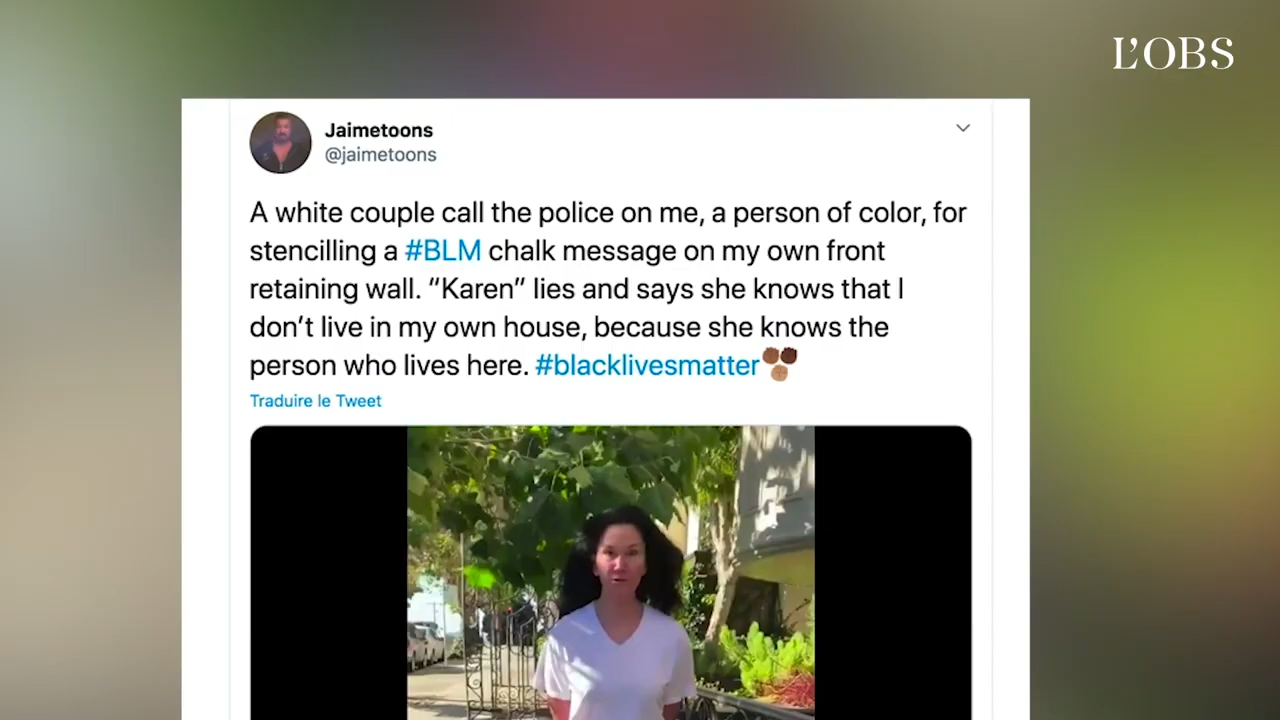 L'OBS
Jaimetoons
@jaimetoons
A white couple call the police on me, a person of color, for
stencilling a #BLM chalk message on my own front
retaining wall. “Karen” lies and says she knows that I
don’t live in my own house, because she knows the
person who lives here. #blacklivesmatter✊🏾✊🏿✊🏽
Traduire le Tweet